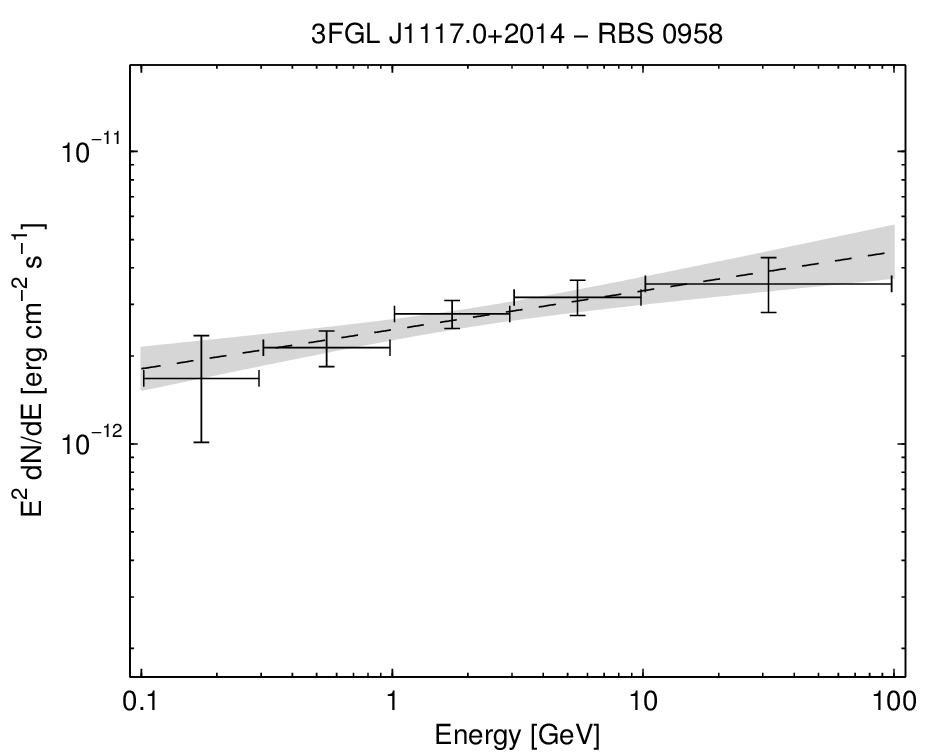 3FGL J1117.0+2014 − RBS 0958
10⁻¹¹
10⁻¹²
E² dN/dE [erg cm⁻² s⁻¹]
0.1 1 10 100
Energy [GeV]